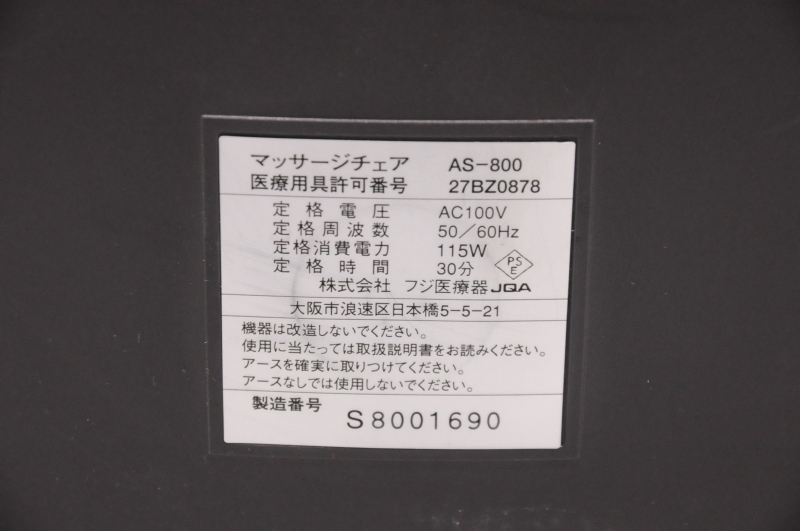 マッサージチェア AS-800
医療用具許可番号 27BZ0878
定格電圧 AC100V
定格周波数 50/60Hz
定格消費電力 115W
定格時間 30分
PSE
株式会社 フジ医療器 JQA
大阪市浪速区日本橋5-5-21
機器は改造しないでください。
使用に当たっては取扱説明書をお読みください。
アースを確実に取りつけてください。
アースなしでは使用しないでください。
製造番号 S8001690